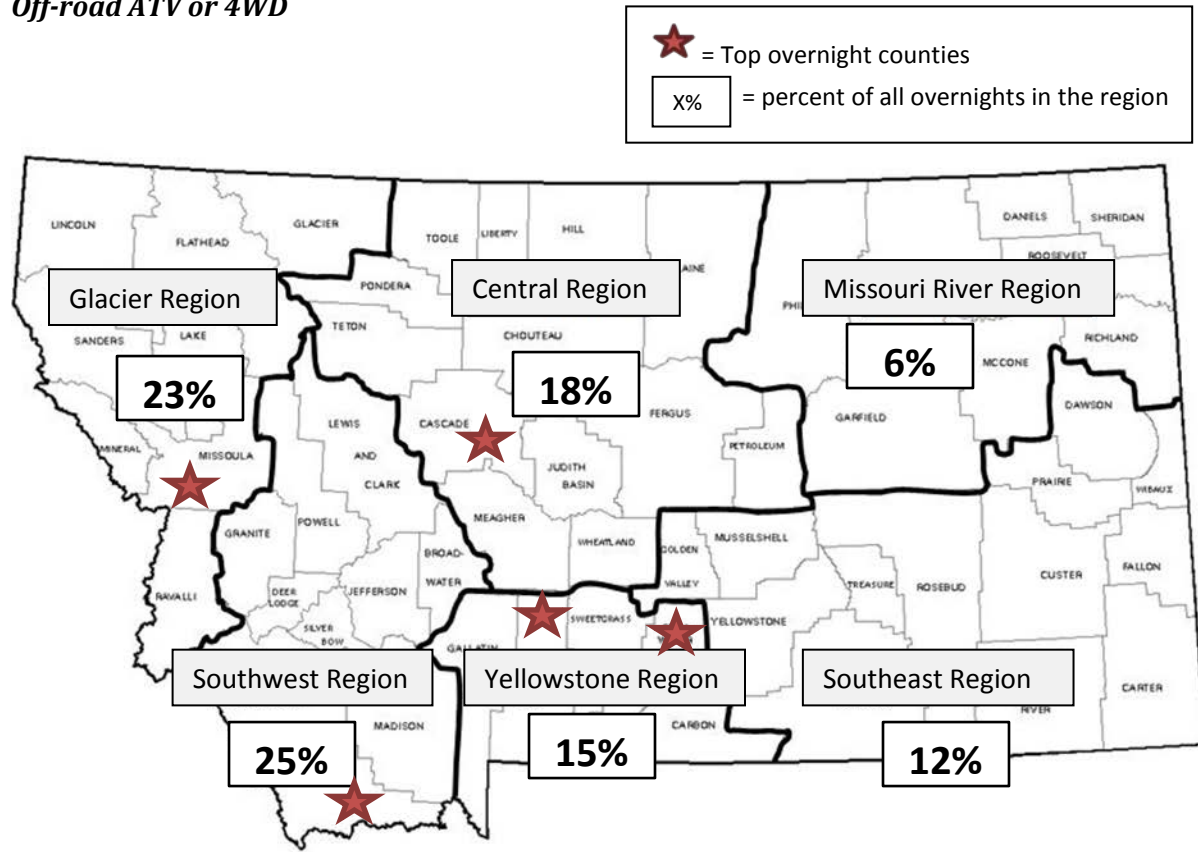 Off-road ATV or 4WD
= Top overnight counties
X% = percent of all overnights in the region
LINCOLN
FLATHEAD
GLACIER
TOOLE
LIBERTY
HILL
AINE
DANIELS
SHERIDAN
ROOSEVELT
Glacier Region
PONDERA
Central Region
Missouri River Region
PHI
SANDERS
LAKE
TETON
CHOUTEAU
RICHLAND
23%
18%
6%
MCCONE
MINERAL
MISSOULA
LEWIS
AND
CLARK
CASCADE
JUDITH
BASIN
FERGUS
PETROLEUM
GARFIELD
DAWSON
PRAIRIE
WIBAUX
GRANITE
POWELL
MEAGHER
WHEATLAND
GOLDEN
VALLEY
MUSSELSHELL
RAVALLI
DEER
LODGE
SILVER
BOW
JEFFERSON
BROAD-
WATER
TREASURE
ROSEBUD
CUSTER
FALLON
GALLATIN
SWEETGRASS
YELLOWSTONE
Southwest Region
Yellowstone Region
Southeast Region
MADISON
CARBON
RIVER
CARTER
25%
15%
12%